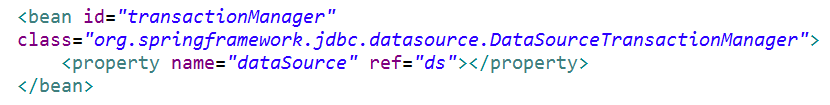 <bean id="transactionManager"
class="org.springframework.jdbc.datasource.DataSourceTransactionManager">
<property name="dataSource" ref="ds"></property>
</bean>